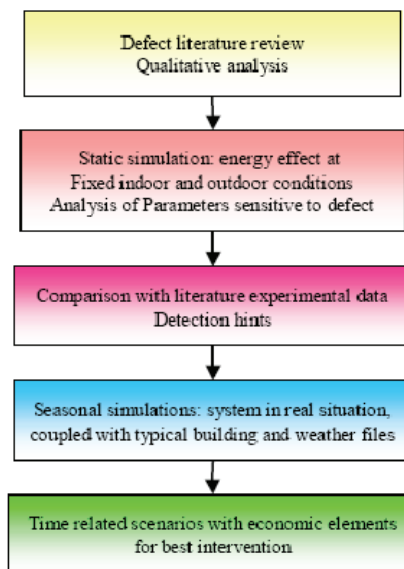 Defect literature review
Qualitative analysis
Static simulation: energy effect at
Fixed indoor and outdoor conditions
Analysis of Parameters sensitive to defect
Comparison with literature experimental data
Detection hints
Seasonal simulations: system in real situation,
coupled with typical building and weather files
Time related scenarios with economic elements
for best intervention